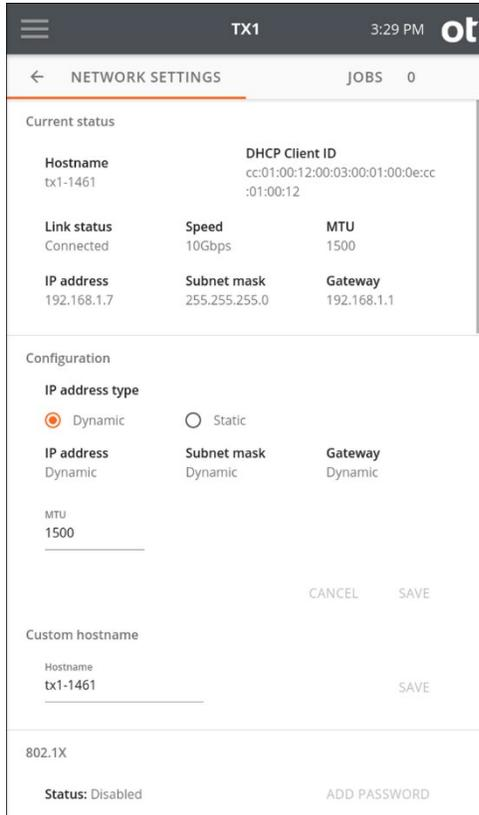 TX1 3:29 PM ot
← NETWORK SETTINGS JOBS 0
Current status
Hostname DHCP Client ID
tx1-1461 cc:01:00:12:00:03:00:01:00:0e:cc
:01:00:12
Link status Speed MTU
Connected 10Gbps 1500
IP address Subnet mask Gateway
192.168.1.7 255.255.255.0 192.168.1.1
Configuration
IP address type
Dynamic Static
IP address Subnet mask Gateway
Dynamic Dynamic Dynamic
MTU
1500
CANCEL SAVE
Custom hostname
Hostname
tx1-1461 SAVE
802.1X
Status: Disabled ADD PASSWORD